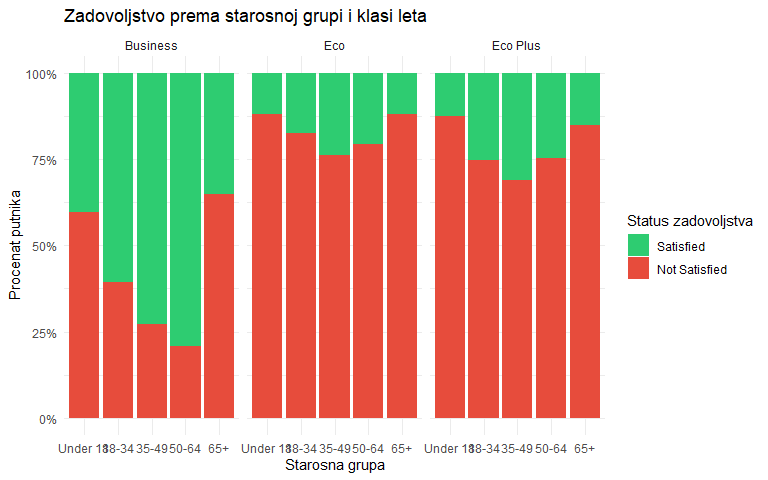 Zadovoljstvo prema starosnoj grupi i klasi leta
Business
Eco
Eco Plus
100%
75%
50%
25%
0%
Procenat putnika
Under 18 18-34 35-49 50-64 65+
Under 18 18-34 35-49 50-64 65+
Under 18 18-34 35-49 50-64 65+
Starosna grupa
Status zadovoljstva
Satisfied
Not Satisfied